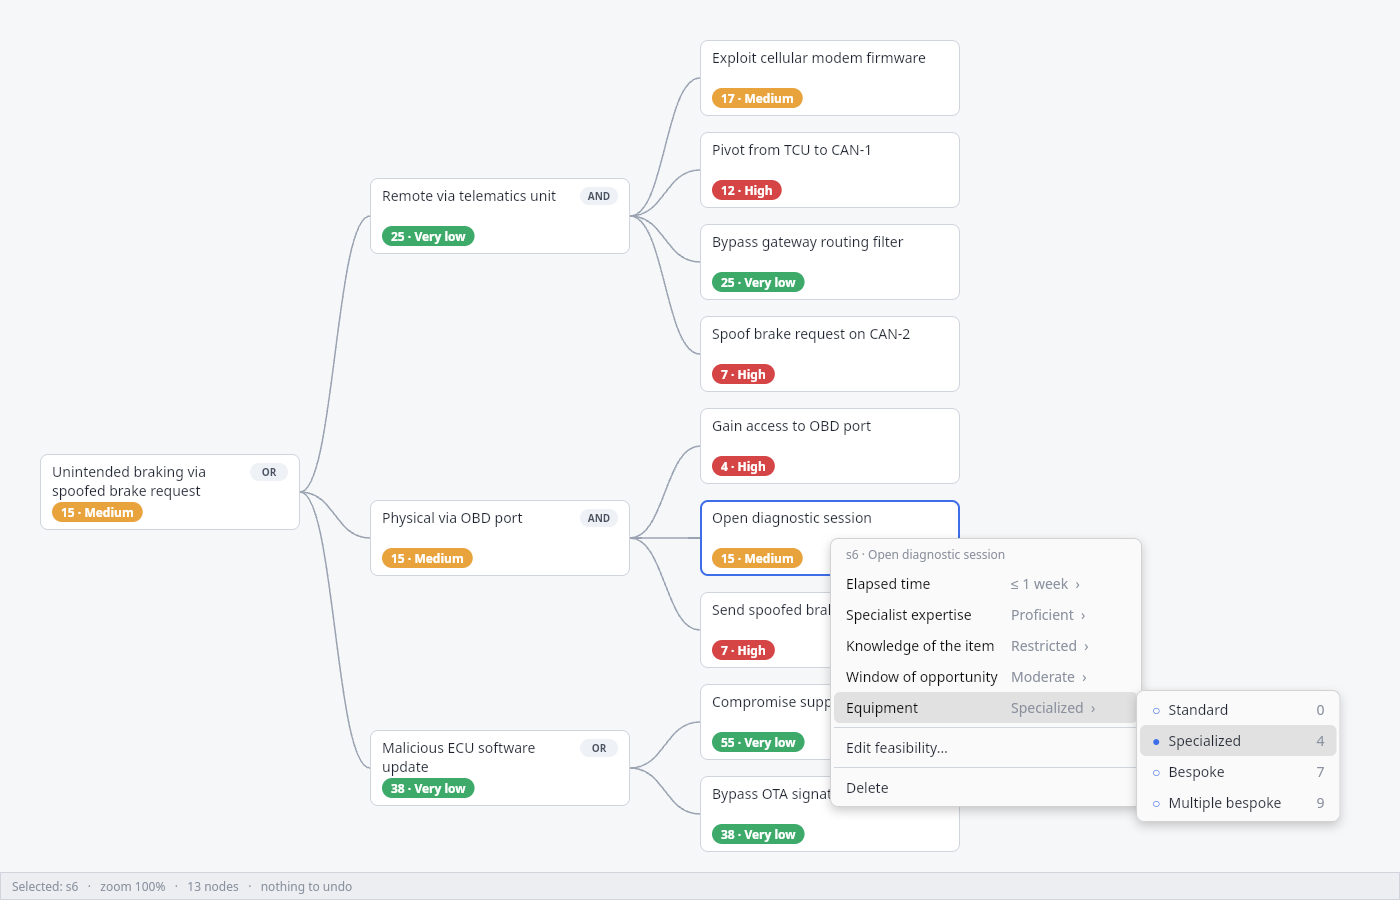 Exploit cellular modem firmware
17 · Medium
Pivot from TCU to CAN-1
12 · High
Remote via telematics unit
AND
25 · Very low
Bypass gateway routing filter
25 · Very low
Spoof brake request on CAN-2
7 · High
Gain access to OBD port
4 · High
Unintended braking via
spoofed brake request
OR
15 · Medium
Physical via OBD port
AND
15 · Medium
Open diagnostic session
15 · Medium
Send spoofed
7 · High
Compromise
55 · Very low
Malicious ECU software
update
OR
38 · Very low
Bypass OTA
38 · Very low
s6 · Open diagnostic session
Elapsed time ≤ 1 week ›
Specialist expertise Proficient ›
Knowledge of the item Restricted ›
Window of opportunity Moderate ›
Equipment Specialized ›
Edit feasibility...
Delete
○ Standard 0
● Specialized 4
○ Bespoke 7
○ Multiple bespoke 9
Selected: s6 · zoom 100% · 13 nodes · nothing to undo